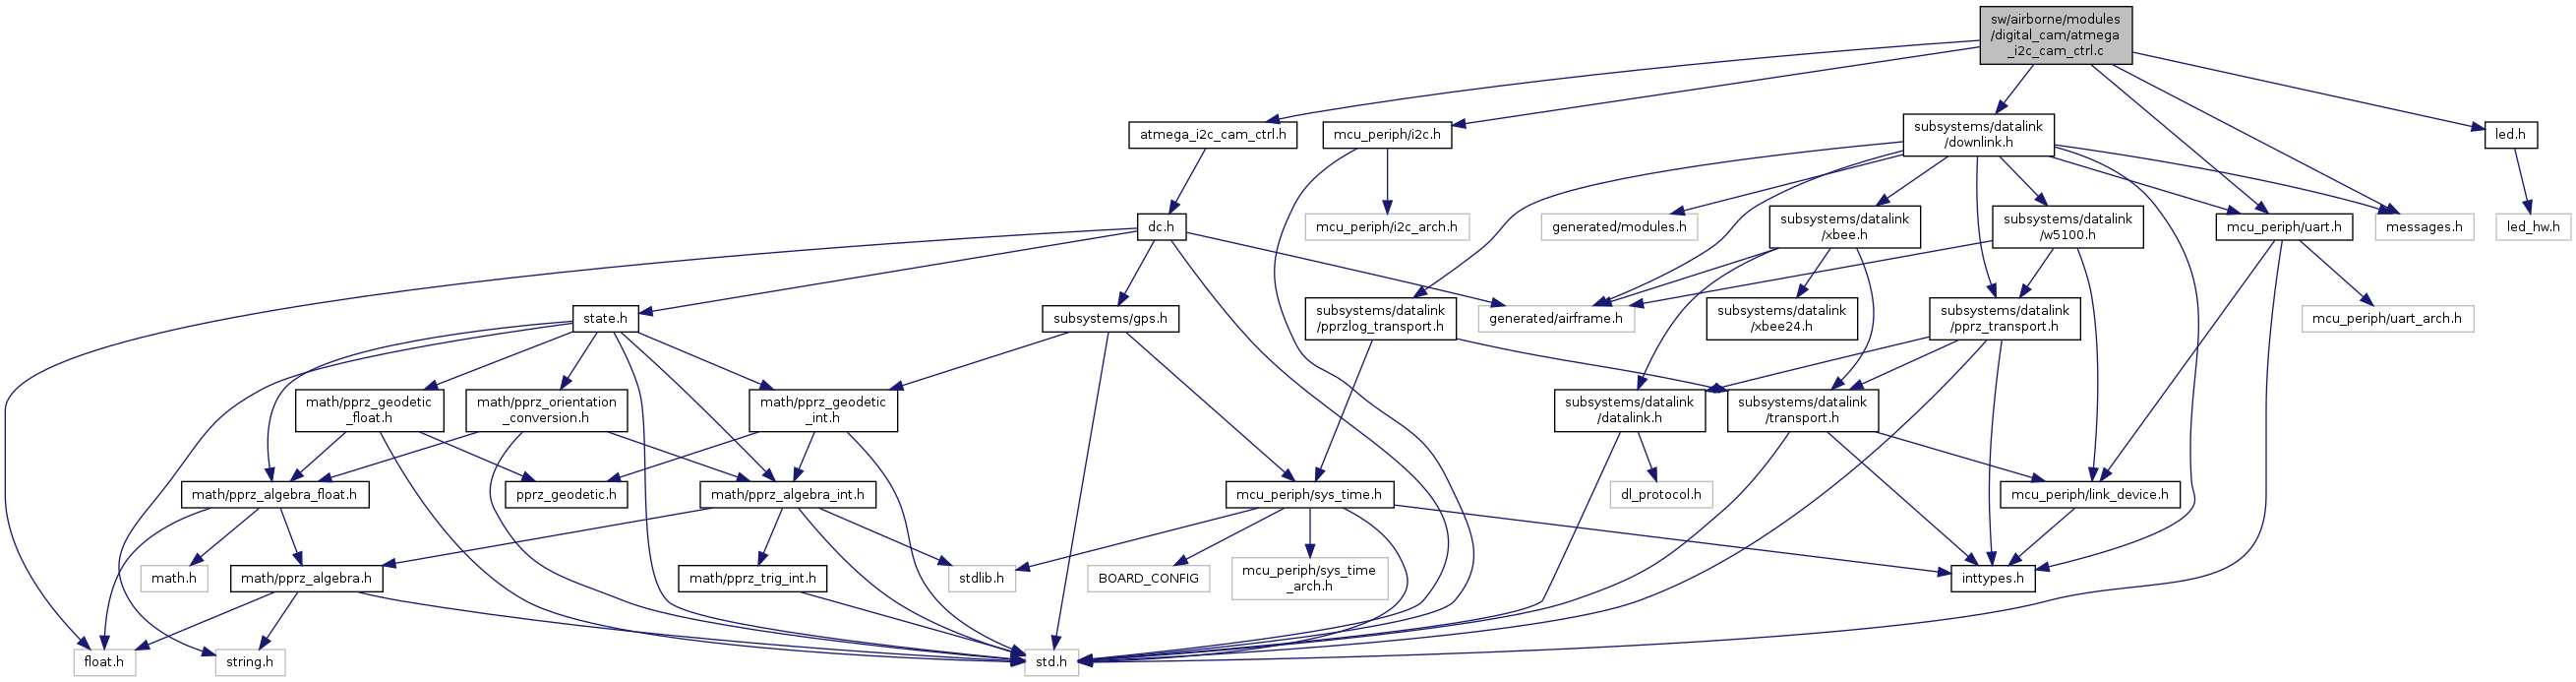 sw/airborne/modules
/digital_cam/atmega
_i2c_cam_ctrl.c
atmega_i2c_cam_ctrl.h
mcu_periph/i2c.h
subsystems/datalink
/downlink.h
led.h
dc.h
mcu_periph/i2c_arch.h
generated/modules.h
subsystems/datalink
/xbee.h
subsystems/datalink
/w5100.h
mcu_periph/uart.h
messages.h
led_hw.h
state.h
subsystems/gps.h
subsystems/datalink
/pprzlog_transport.h
generated/airframe.h
subsystems/datalink
/xbee24.h
subsystems/datalink
/pprz_transport.h
mcu_periph/uart_arch.h
math/pprz_geodetic
_float.h
math/pprz_orientation
_conversion.h
math/pprz_geodetic
_int.h
subsystems/datalink
/datalink.h
subsystems/datalink
/transport.h
math/pprz_algebra_float.h
pprz_geodetic.h
math/pprz_algebra_int.h
mcu_periph/sys_time.h
dl_protocol.h
mcu_periph/link_device.h
math.h
math/pprz_algebra.h
math/pprz_trig_int.h
stdlib.h
BOARD_CONFIG
mcu_periph/sys_time
_arch.h
inttypes.h
float.h
string.h
std.h